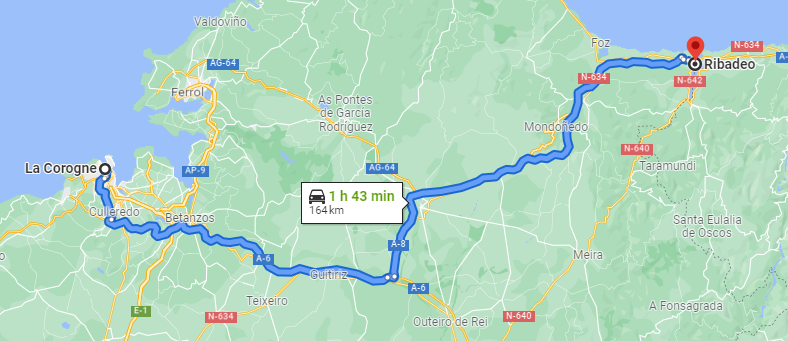 Valdoviño
Foz
N-634
A-
Ribadeo
AG-64
N-634
N-642
Ferrol
As Pontes
de García
Rodríguez
Mondoñedo
N-640
La Corogne
AP-9
AG-64
Taramundi
1 h 43 min
164 km
Culleredo
Betanzos
Santa Eulalia
de Oscos
A-8
A-6
Guitiriz
Meira
A-6
Teixeiro
E-1
N-634
Outeiro de Rei
N-640
A Fonsagrada
o